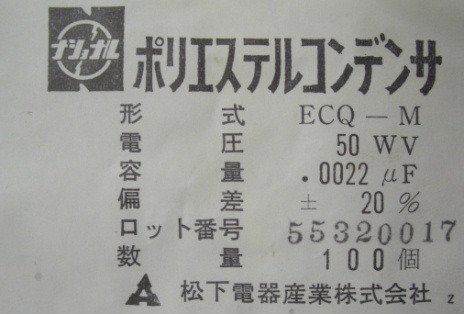 ナショナル ポリエステルコンデンサ
形式 ECQ-M
電圧 50 WV
容量 .0022 μF
偏差 ± 20 %
ロット番号 55320017
数量 100個
松下電器産業株式会社 z